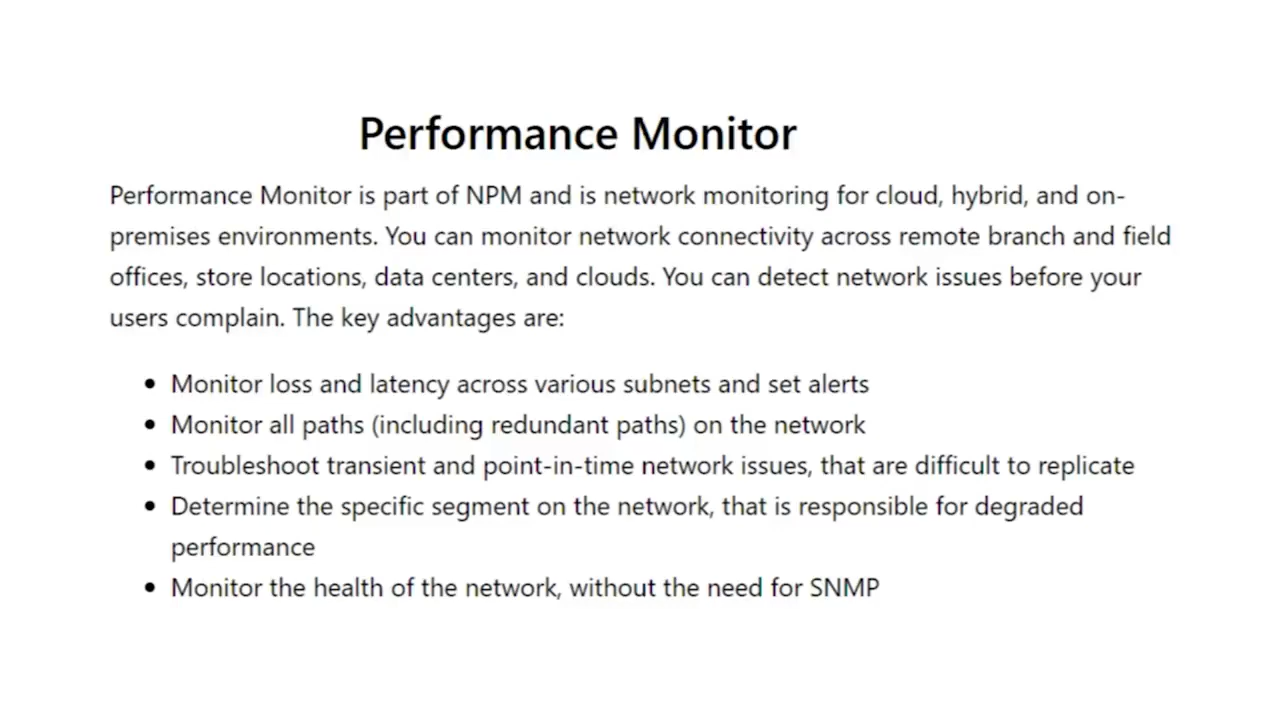 Performance Monitor
Performance Monitor is part of NPM and is network monitoring for cloud, hybrid, and on-
premises environments. You can monitor network connectivity across remote branch and field
offices, store locations, data centers, and clouds. You can detect network issues before your
users complain. The key advantages are:
• Monitor loss and latency across various subnets and set alerts
• Monitor all paths (including redundant paths) on the network
• Troubleshoot transient and point-in-time network issues, that are difficult to replicate
• Determine the specific segment on the network, that is responsible for degraded
performance
• Monitor the health of the network, without the need for SNMP